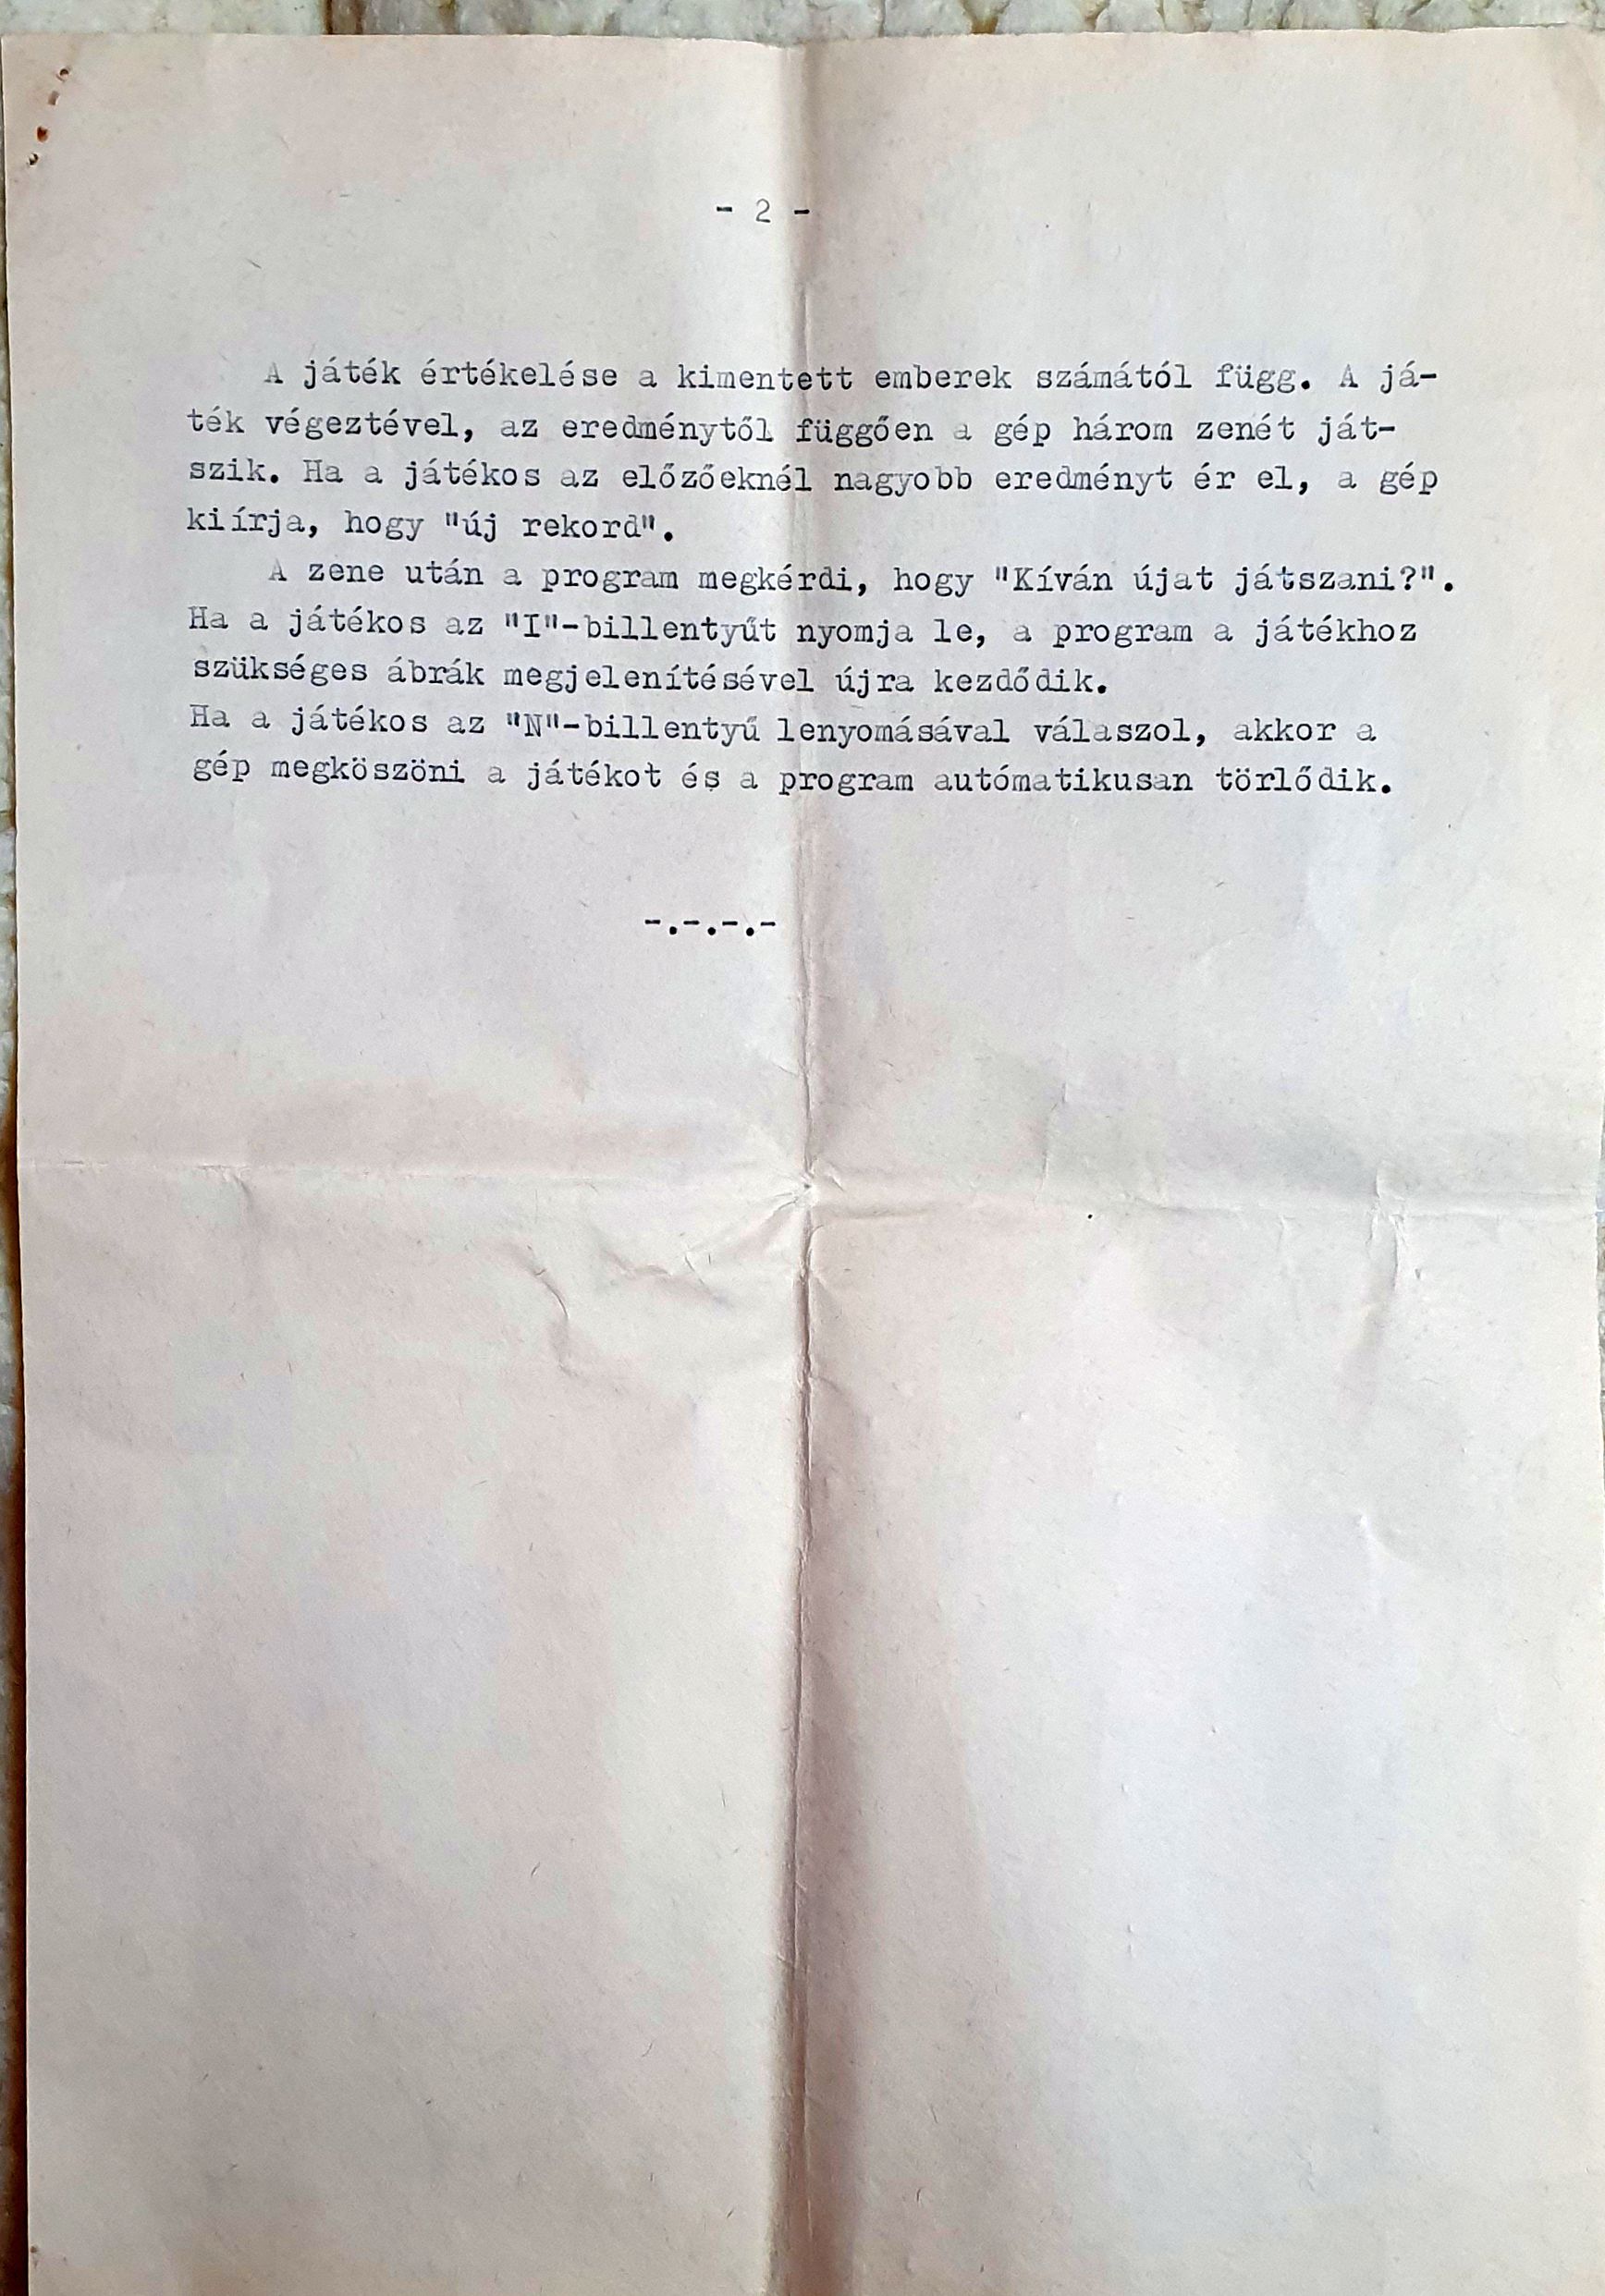 - 2 -
A játék értékelése a kimentett emberek számától függ. A já-
ték végeztével, az eredménytől függően a gép három zenét ját-
szik. Ha a játékos az előzőeknél nagyobb eredményt ér el, a gép
kiírja, hogy "új rekord".
A zene után a program megkérdi, hogy "Kíván újat játszani?".
Ha a játékos az "I"-billentyűt nyomja le, a program a játékhoz
szükséges ábrák megjelenítésével újra kezdődik.
Ha a játékos az "N"-billentyű lenyomásával válaszol, akkor a
gép megköszöni a játékot és a program autómatikusan törlődik.
-.-.-.-